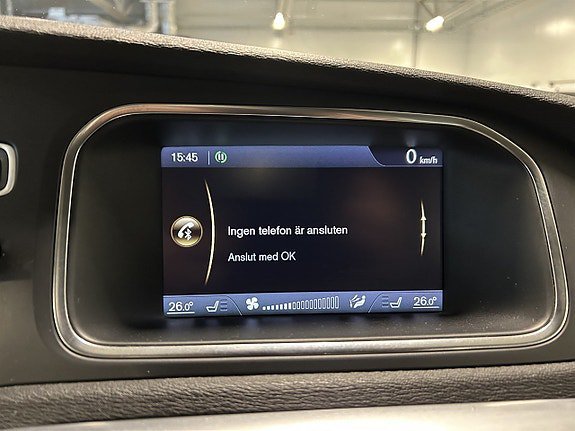 15:45 0 km/h
Ingen telefon är ansluten
Anslut med OK
26.0° 26.0°